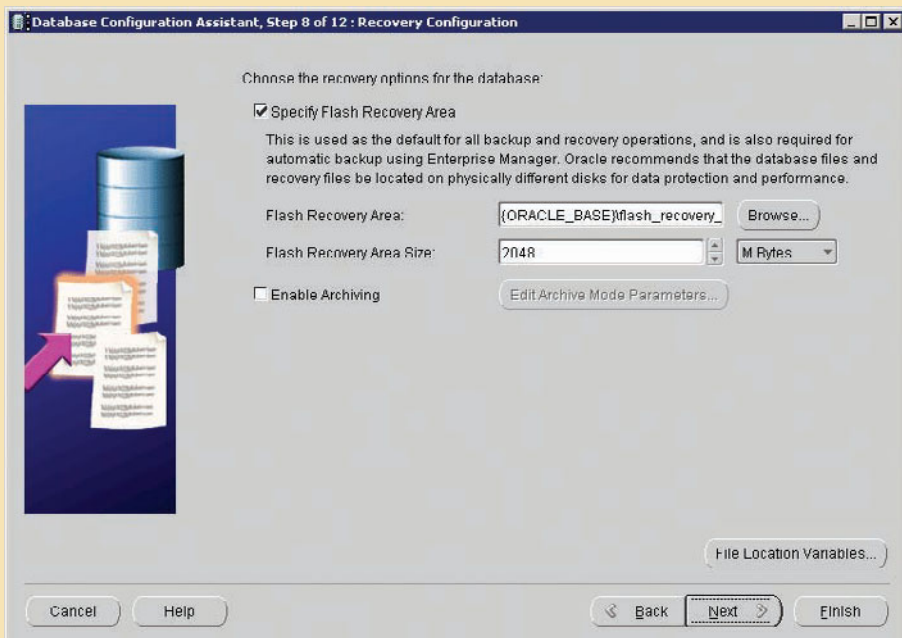 Database Configuration Assistant, Step 8 of 12 : Recovery Configuration
Choose the recovery options for the database:
Specify Flash Recovery Area
This is used as the default for all backup and recovery operations, and is also required for
automatic backup using Enterprise Manager. Oracle recommends that the database files and
recovery files be located on physically different disks for data protection and performance.
Flash Recovery Area: {ORACLE_BASE}\flash_recovery_ Browse...
Flash Recovery Area Size: 2048 M Bytes
Enable Archiving Edit Archive Mode Parameters...
File Location Variables...
Cancel Help Back Next Finish